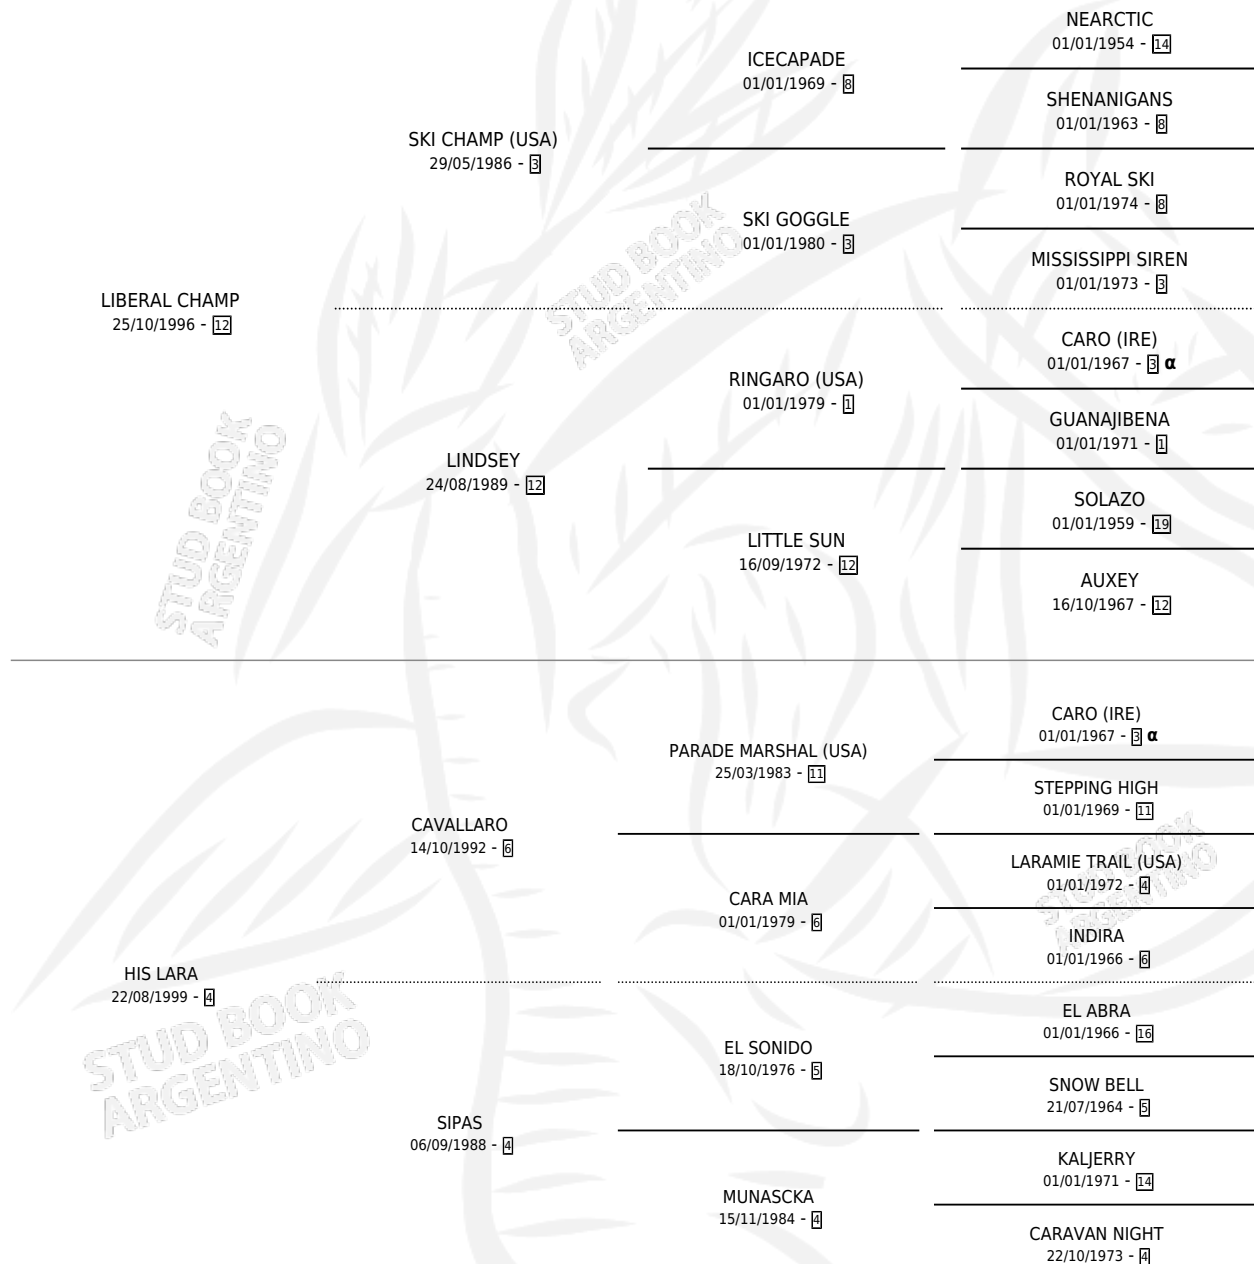 NEARCTIC
01/01/1954 - 14
ICECAPADE
01/01/1969 - 8
SHENANIGANS
01/01/1963 - 8
SKI CHAMP (USA)
29/05/1986 - 3
ROYAL SKI
01/01/1974 - 8
SKI GOGGLE
01/01/1980 - 3
MISSISSIPPI SIREN
01/01/1973 - 3
LIBERAL CHAMP
25/10/1996 - 12
CARO (IRE)
01/01/1967 - 3 α
RINGARO (USA)
01/01/1979 - 1
GUANAJIBENA
01/01/1971 - 1
LINDSEY
24/08/1989 - 12
SOLAZO
01/01/1959 - 19
LITTLE SUN
16/09/1972 - 12
AUXEY
16/10/1967 - 12
CARO (IRE)
01/01/1967 - 3 α
PARADE MARSHAL (USA)
25/03/1983 - 11
STEPPING HIGH
01/01/1969 - 11
CAVALLARO
14/10/1992 - 6
LARAMIE TRAIL (USA)
01/01/1972 - 4
CARA MIA
01/01/1979 - 6
INDIRA
01/01/1966 - 6
HIS LARA
22/08/1999 - 4
EL ABRA
01/01/1966 - 16
EL SONIDO
18/10/1976 - 5
SNOW BELL
21/07/1964 - 5
SIPAS
06/09/1988 - 4
KALJERRY
01/01/1971 - 14
MUNASCKA
15/11/1984 - 4
CARAVAN NIGHT
22/10/1973 - 4
STUD BOOK
ARGENTINO
STUD BOOK
ARGENTINO
STUD BOOK
ARGENTINO
STUD BOOK
ARGENTINO